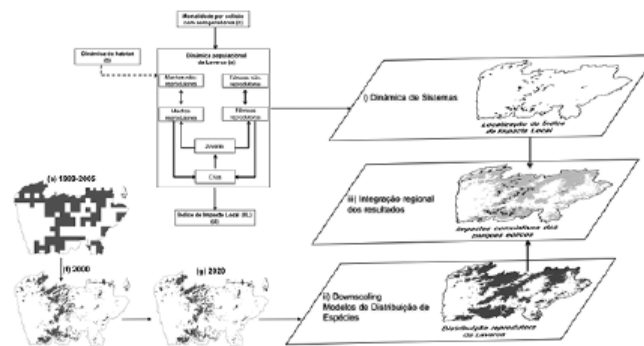 Mortalidade por colisão
com aerogeradores (c)
Dinâmica do habitat
(b)
Dinâmica populacional
da Laverca (a)
Machos não
reprodutores
Fêmeas não
reprodutoras
Machos
reprodutores
Fêmeas
reprodutoras
Juvenis
Crias
Índice de Impacto Local (IIL)
(d)
i) Dinâmica de Sistemas
Localização do Índice
de Impacto Local
iii) Integração regional
dos resultados
Impactes cumulativos dos
parques eólicos
ii) Downscaling
Modelos de Distribuição de
Espécies
Distribuição reprodutora
da Laverca
(e) 1999-2005
(f) 2000
(g) 2020